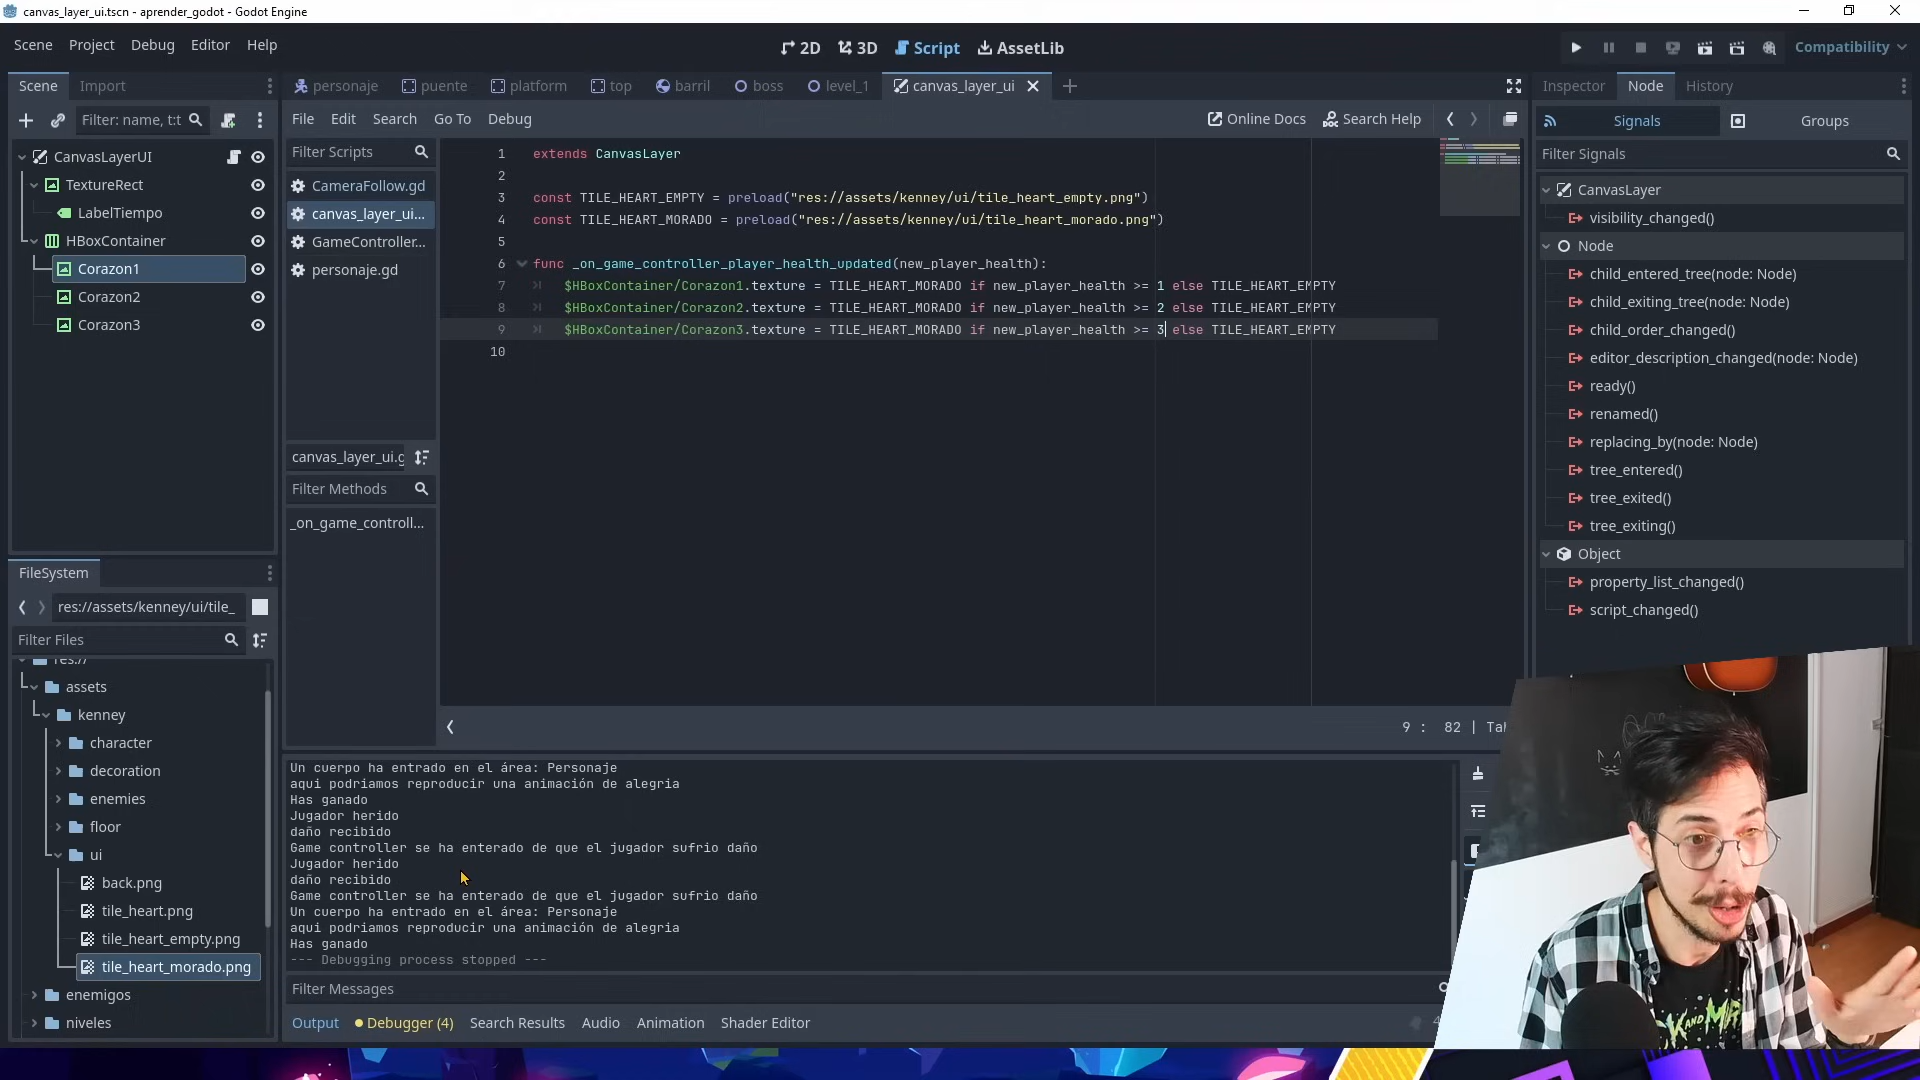 canvas_layer_ui.tscn - aprender_godot - Godot Engine
Scene Project Debug Editor Help
2D 3D Script AssetLib
Compatibility
Scene Import
personaje puente platform top barril boss level_1 canvas_layer_ui
Inspector Node History
Filter: name, t:t
File Edit Search Go To Debug
Online Docs Search Help
Signals Groups
Filter Signals
CanvasLayerUI
TextureRect
LabelTiempo
HBoxContainer
Corazon1
Corazon2
Corazon3
Filter Scripts
CameraFollow.gd
canvas_layer_ui...
GameController...
personaje.gd
canvas_layer_ui.g
Filter Methods
_on_game_controll...
1 extends CanvasLayer
2
3 const TILE_HEART_EMPTY = preload("res://assets/kenney/ui/tile_heart_empty.png")
4 const TILE_HEART_MORADO = preload("res://assets/kenney/ui/tile_heart_morado.png")
5
6 func _on_game_controller_player_health_updated(new_player_health):
7 $HBoxContainer/Corazon1.texture = TILE_HEART_MORADO if new_player_health >= 1 else TILE_HEART_EMPTY
8 $HBoxContainer/Corazon2.texture = TILE_HEART_MORADO if new_player_health >= 2 else TILE_HEART_EMPTY
9 $HBoxContainer/Corazon3.texture = TILE_HEART_MORADO if new_player_health >= 3 else TILE_HEART_EMPTY
10
9 : 82 | Tab
CanvasLayer
visibility_changed()
Node
child_entered_tree(node: Node)
child_exiting_tree(node: Node)
child_order_changed()
editor_description_changed(node: Node)
ready()
renamed()
replacing_by(node: Node)
tree_entered()
tree_exited()
tree_exiting()
Object
property_list_changed()
script_changed()
FileSystem
res://assets/kenney/ui/tile_
Filter Files
res://
assets
kenney
character
decoration
enemies
floor
ui
back.png
tile_heart.png
tile_heart_empty.png
tile_heart_morado.png
enemigos
niveles
Un cuerpo ha entrado en el área: Personaje
aqui podriamos reproducir una animación de alegria
Has ganado
Jugador herido
daño recibido
Game controller se ha enterado de que el jugador sufrio daño
Jugador herido
daño recibido
Game controller se ha enterado de que el jugador sufrio daño
Un cuerpo ha entrado en el área: Personaje
aqui podriamos reproducir una animación de alegria
Has ganado
--- Debugging process stopped ---
Filter Messages
Output Debugger (4) Search Results Audio Animation Shader Editor